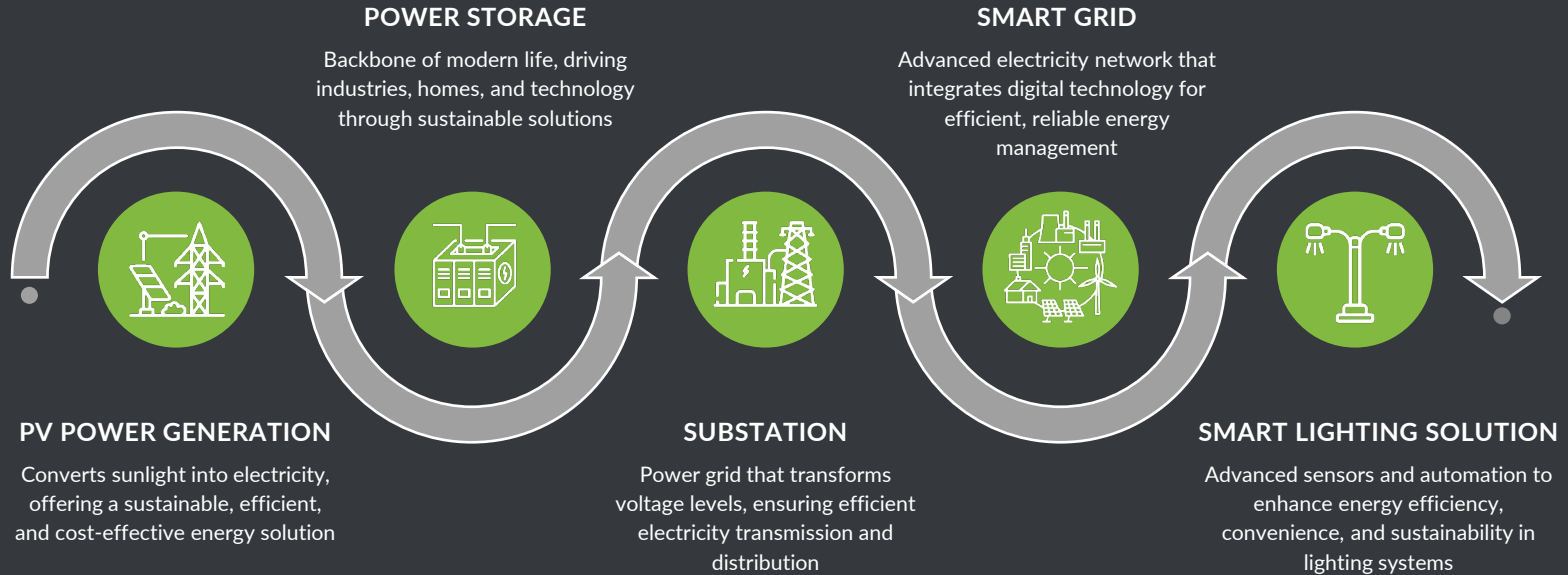 POWER STORAGE
Backbone of modern life, driving
industries, homes, and technology
through sustainable solutions
SMART GRID
Advanced electricity network that
integrates digital technology for
efficient, reliable energy
management
PV POWER GENERATION
Converts sunlight into electricity,
offering a sustainable, efficient,
and cost-effective energy solution
SUBSTATION
Power grid that transforms
voltage levels, ensuring efficient
electricity transmission and
distribution
SMART LIGHTING SOLUTION
Advanced sensors and automation to
enhance energy efficiency,
convenience, and sustainability in
lighting systems